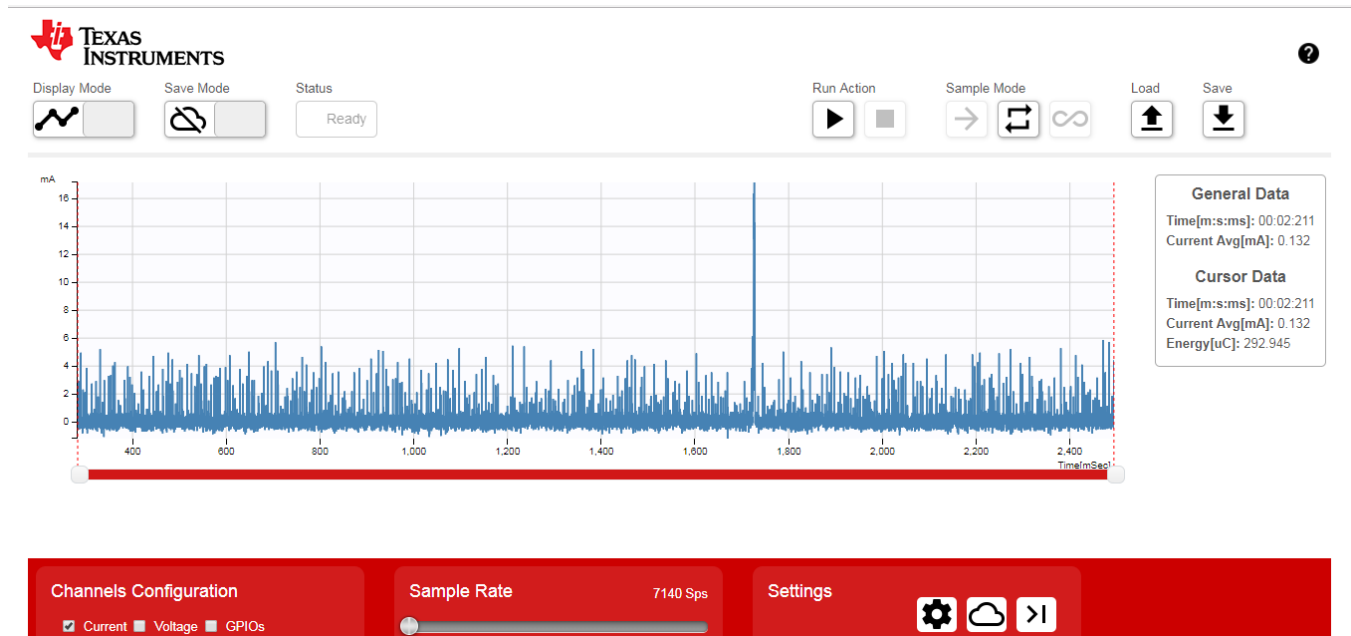 TEXAS
INSTRUMENTS
Display Mode Save Mode Status Run Action Sample Mode Load Save
Ready
mA
16
14
12
10
8
6
4
2
0
400 600 800 1,000 1,200 1,400 1,600 1,800 2,000 2,200 2,400
Time[mSec]
General Data
Time[m:s:ms]: 00:02:211
Current Avg[mA]: 0.132
Cursor Data
Time[m:s:ms]: 00:02:211
Current Avg[mA]: 0.132
Energy[uC]: 292.945
Channels Configuration
Current Voltage GPIOs
Sample Rate 7140 Sps
Settings